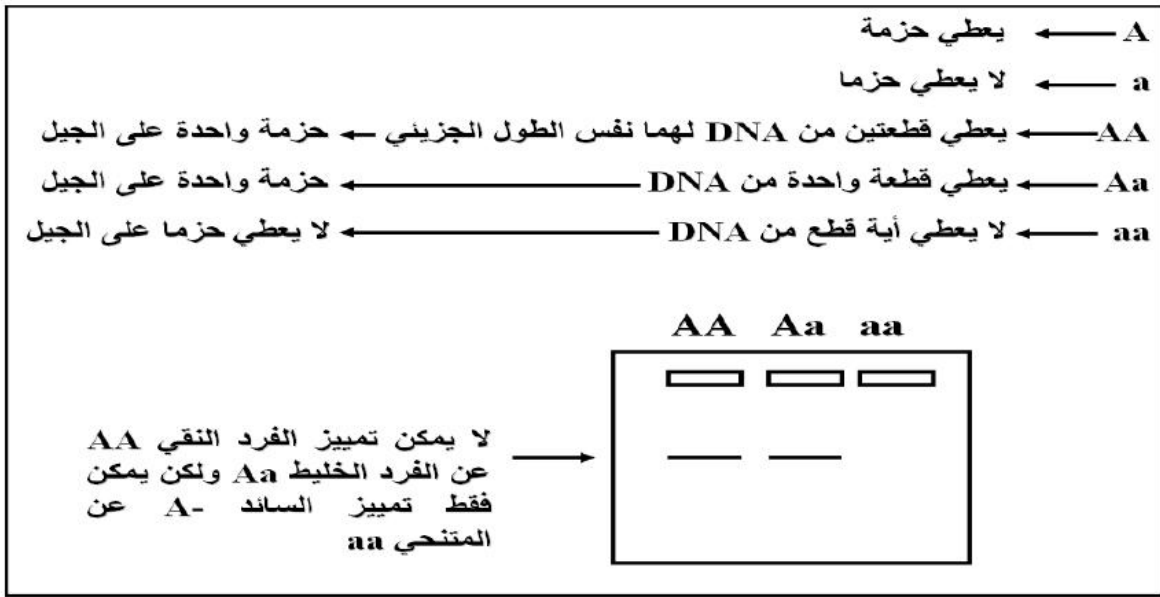 A ← يعطي حزمة
a ← لا يعطي حزما
AA ← يعطي قطعتين من DNA لهما نفس الطول الجزيئي ← حزمة واحدة على الجيل
Aa ← يعطي قطعة واحدة من DNA ← حزمة واحدة على الجيل
aa ← لا يعطي أية قطع من DNA ← لا يعطي حزما على الجيل
AA Aa aa
لا يمكن تمييز الفرد النقي AA
عن الفرد الخليط Aa ولكن يمكن
فقط تمييز السائد A- عن
المتنحي aa